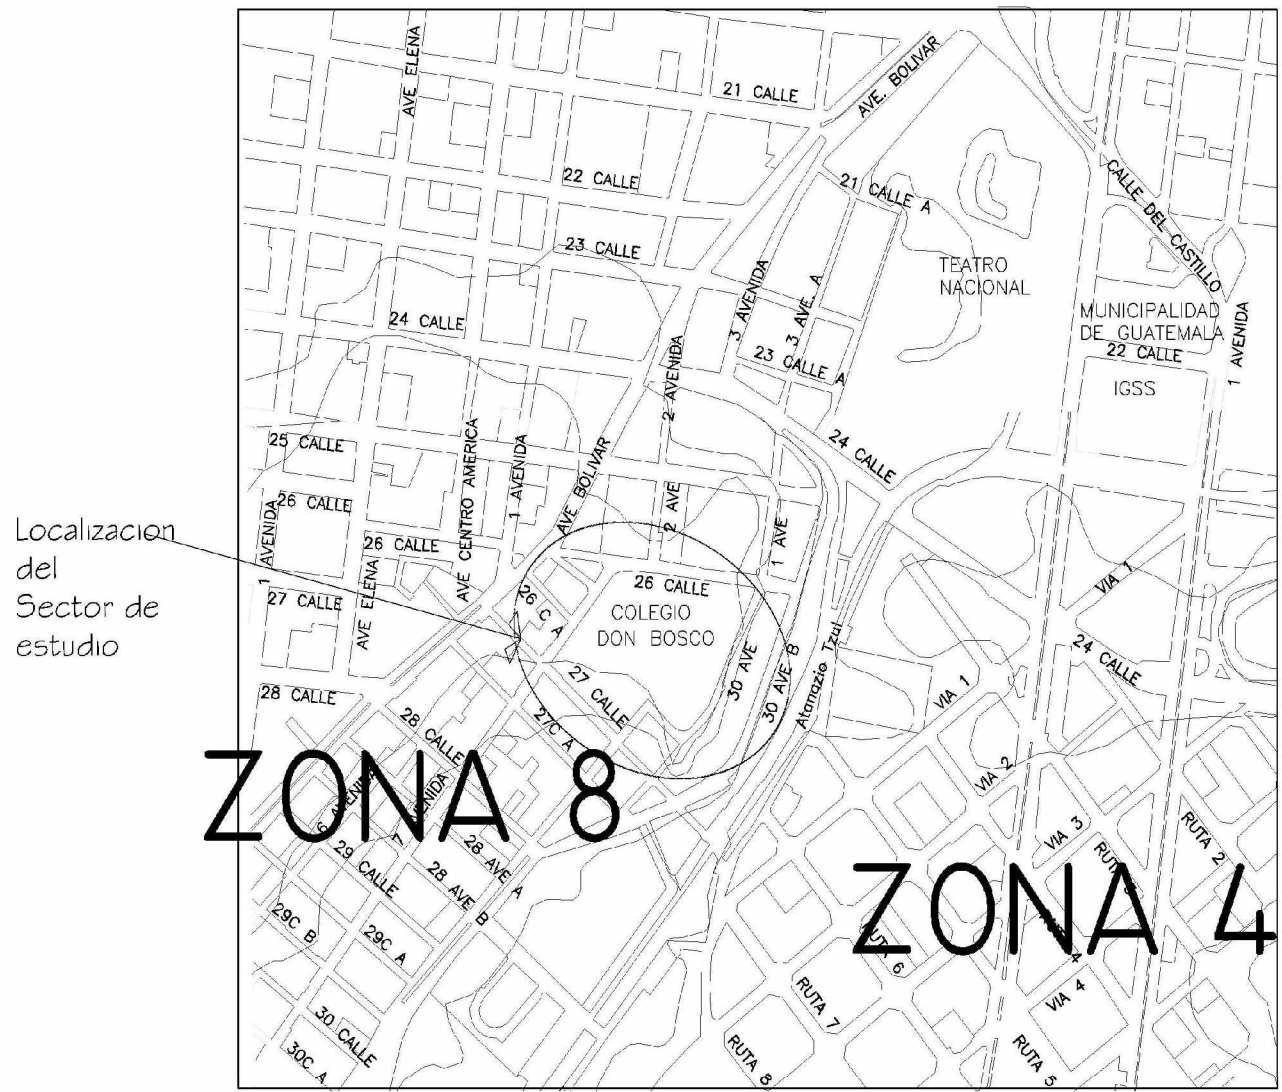 AVE ELENA
AVE. BOLIVAR
21 CALLE
22 CALLE
21 CALLE A
CALLE DEL CASTILLO
23 CALLE
TEATRO
NACIONAL
3 AVENIDA
3 AVE. A
MUNICIPALIDAD
DE GUATEMALA
22 CALLE
1 AVENIDA
IGSS
24 CALLE
2 AVENIDA
23 CALLE A
25 CALLE
AVE CENTRO AMERICA
1 AVENIDA
AVE BOLIVAR
24 CALLE
26 CALLE
1 AVENIDA
2 AVE
1 AVE
26 CALLE
AVE ELENA
27 CALLE
Localizacion
del
Sector de
estudio
26 C A
26 CALLE
COLEGIO
DON BOSCO
30 AVE
30 AVE B
Atanazio Tzul
VIA 1
24 CALLE
VIA 1
28 CALLE
27 CALLE
27C A
28 CALLE
ZONA 8
6 AVENIDA
7 AVENIDA
29 CALLE
28 AVE A
28 AVE B
VIA 2
VIA 3
RUTA 2
RUTA 3
ZONA 4
RUTA 4
RUTA 6
VIA 4
29C B
29C A
30 CALLE
30C A
RUTA 7
RUTA 8
RUTA 5